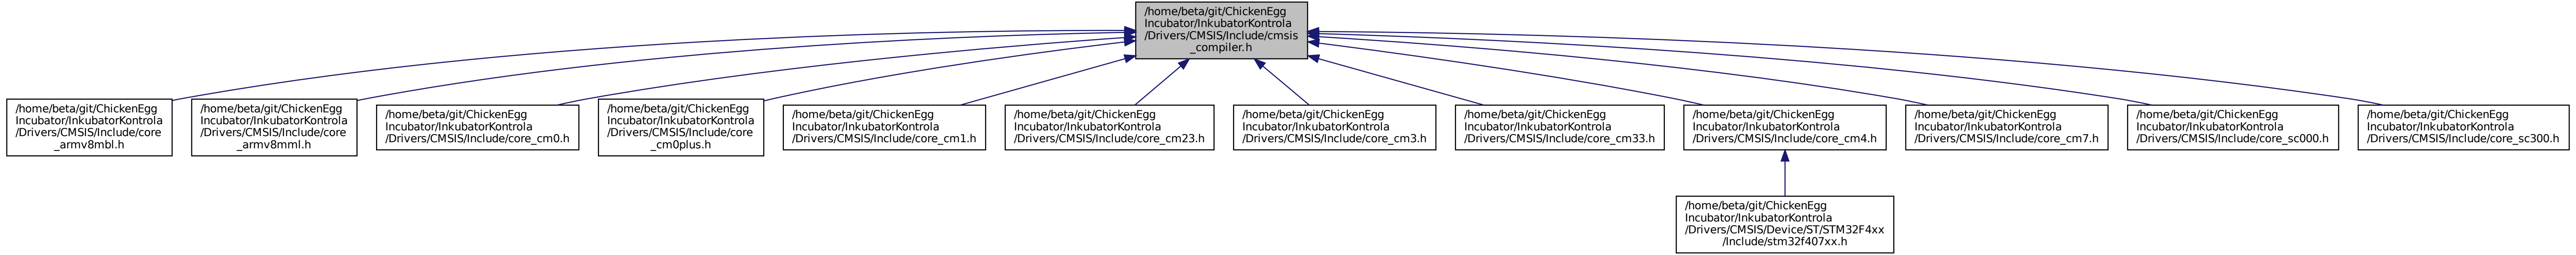 /home/beta/git/ChickenEgg
Incubator/InkubatorKontrola
/Drivers/CMSIS/Include/cmsis
_compiler.h
/home/beta/git/ChickenEgg
Incubator/InkubatorKontrola
/Drivers/CMSIS/Include/core
_armv8mbl.h
/home/beta/git/ChickenEgg
Incubator/InkubatorKontrola
/Drivers/CMSIS/Include/core
_armv8mml.h
/home/beta/git/ChickenEgg
Incubator/InkubatorKontrola
/Drivers/CMSIS/Include/core_cm0.h
/home/beta/git/ChickenEgg
Incubator/InkubatorKontrola
/Drivers/CMSIS/Include/core
_cm0plus.h
/home/beta/git/ChickenEgg
Incubator/InkubatorKontrola
/Drivers/CMSIS/Include/core_cm1.h
/home/beta/git/ChickenEgg
Incubator/InkubatorKontrola
/Drivers/CMSIS/Include/core_cm23.h
/home/beta/git/ChickenEgg
Incubator/InkubatorKontrola
/Drivers/CMSIS/Include/core_cm3.h
/home/beta/git/ChickenEgg
Incubator/InkubatorKontrola
/Drivers/CMSIS/Include/core_cm33.h
/home/beta/git/ChickenEgg
Incubator/InkubatorKontrola
/Drivers/CMSIS/Include/core_cm4.h
/home/beta/git/ChickenEgg
Incubator/InkubatorKontrola
/Drivers/CMSIS/Include/core_cm7.h
/home/beta/git/ChickenEgg
Incubator/InkubatorKontrola
/Drivers/CMSIS/Include/core_sc000.h
/home/beta/git/ChickenEgg
Incubator/InkubatorKontrola
/Drivers/CMSIS/Include/core_sc300.h
/home/beta/git/ChickenEgg
Incubator/InkubatorKontrola
/Drivers/CMSIS/Device/ST/STM32F4xx
/Include/stm32f407xx.h